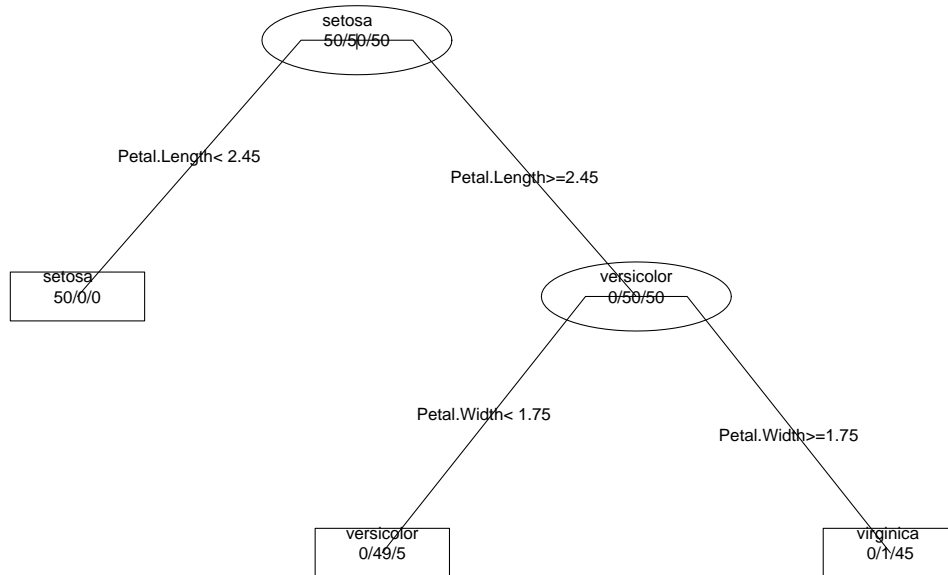 setosa
50/50/50
Petal.Length< 2.45
Petal.Length>=2.45
setosa
50/0/0
versicolor
0/50/50
Petal.Width< 1.75
Petal.Width>=1.75
versicolor
0/49/5
virginica
0/1/45